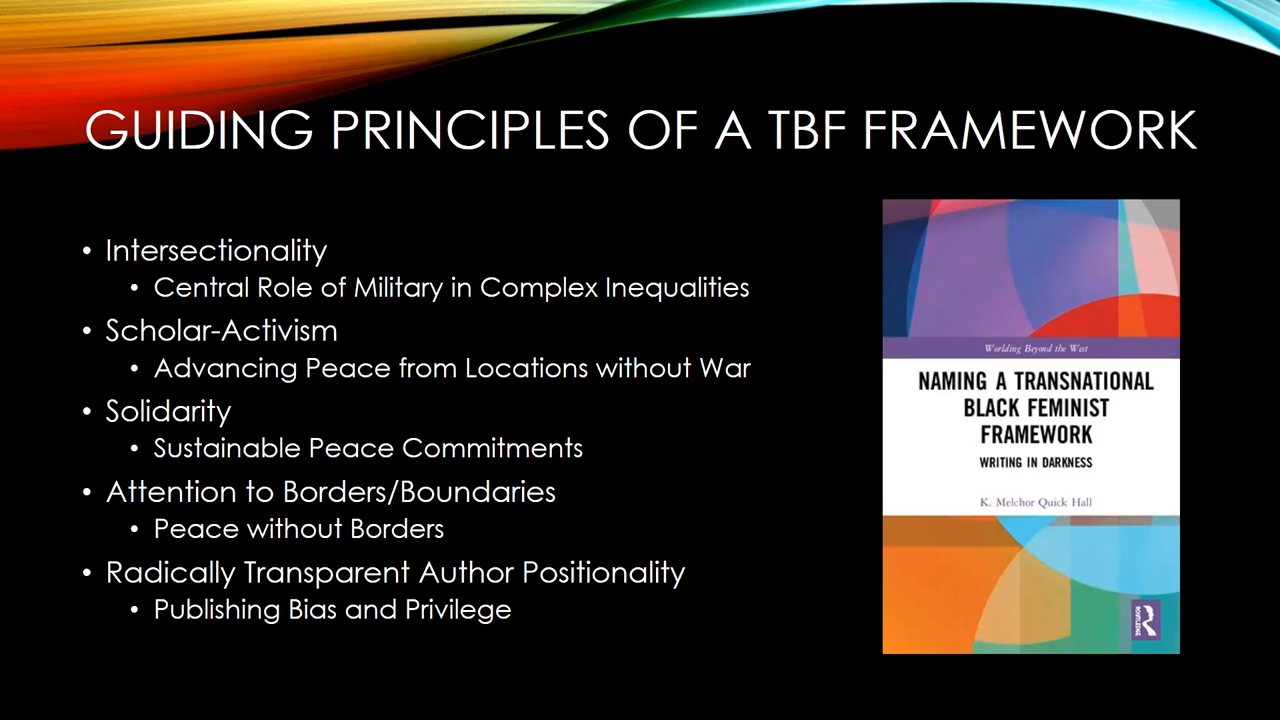 GUIDING PRINCIPLES OF A TBF FRAMEWORK
• Intersectionality
• Central Role of Military in Complex Inequalities
• Scholar-Activism
• Advancing Peace from Locations without War
• Solidarity
• Sustainable Peace Commitments
• Attention to Borders/Boundaries
• Peace without Borders
• Radically Transparent Author Positionality
• Publishing Bias and Privilege
Worlding Beyond the West
NAMING A TRANSNATIONAL
BLACK FEMINIST
FRAMEWORK
WRITING IN DARKNESS
K. Melchor Quick Hall
ROUTLEDGE